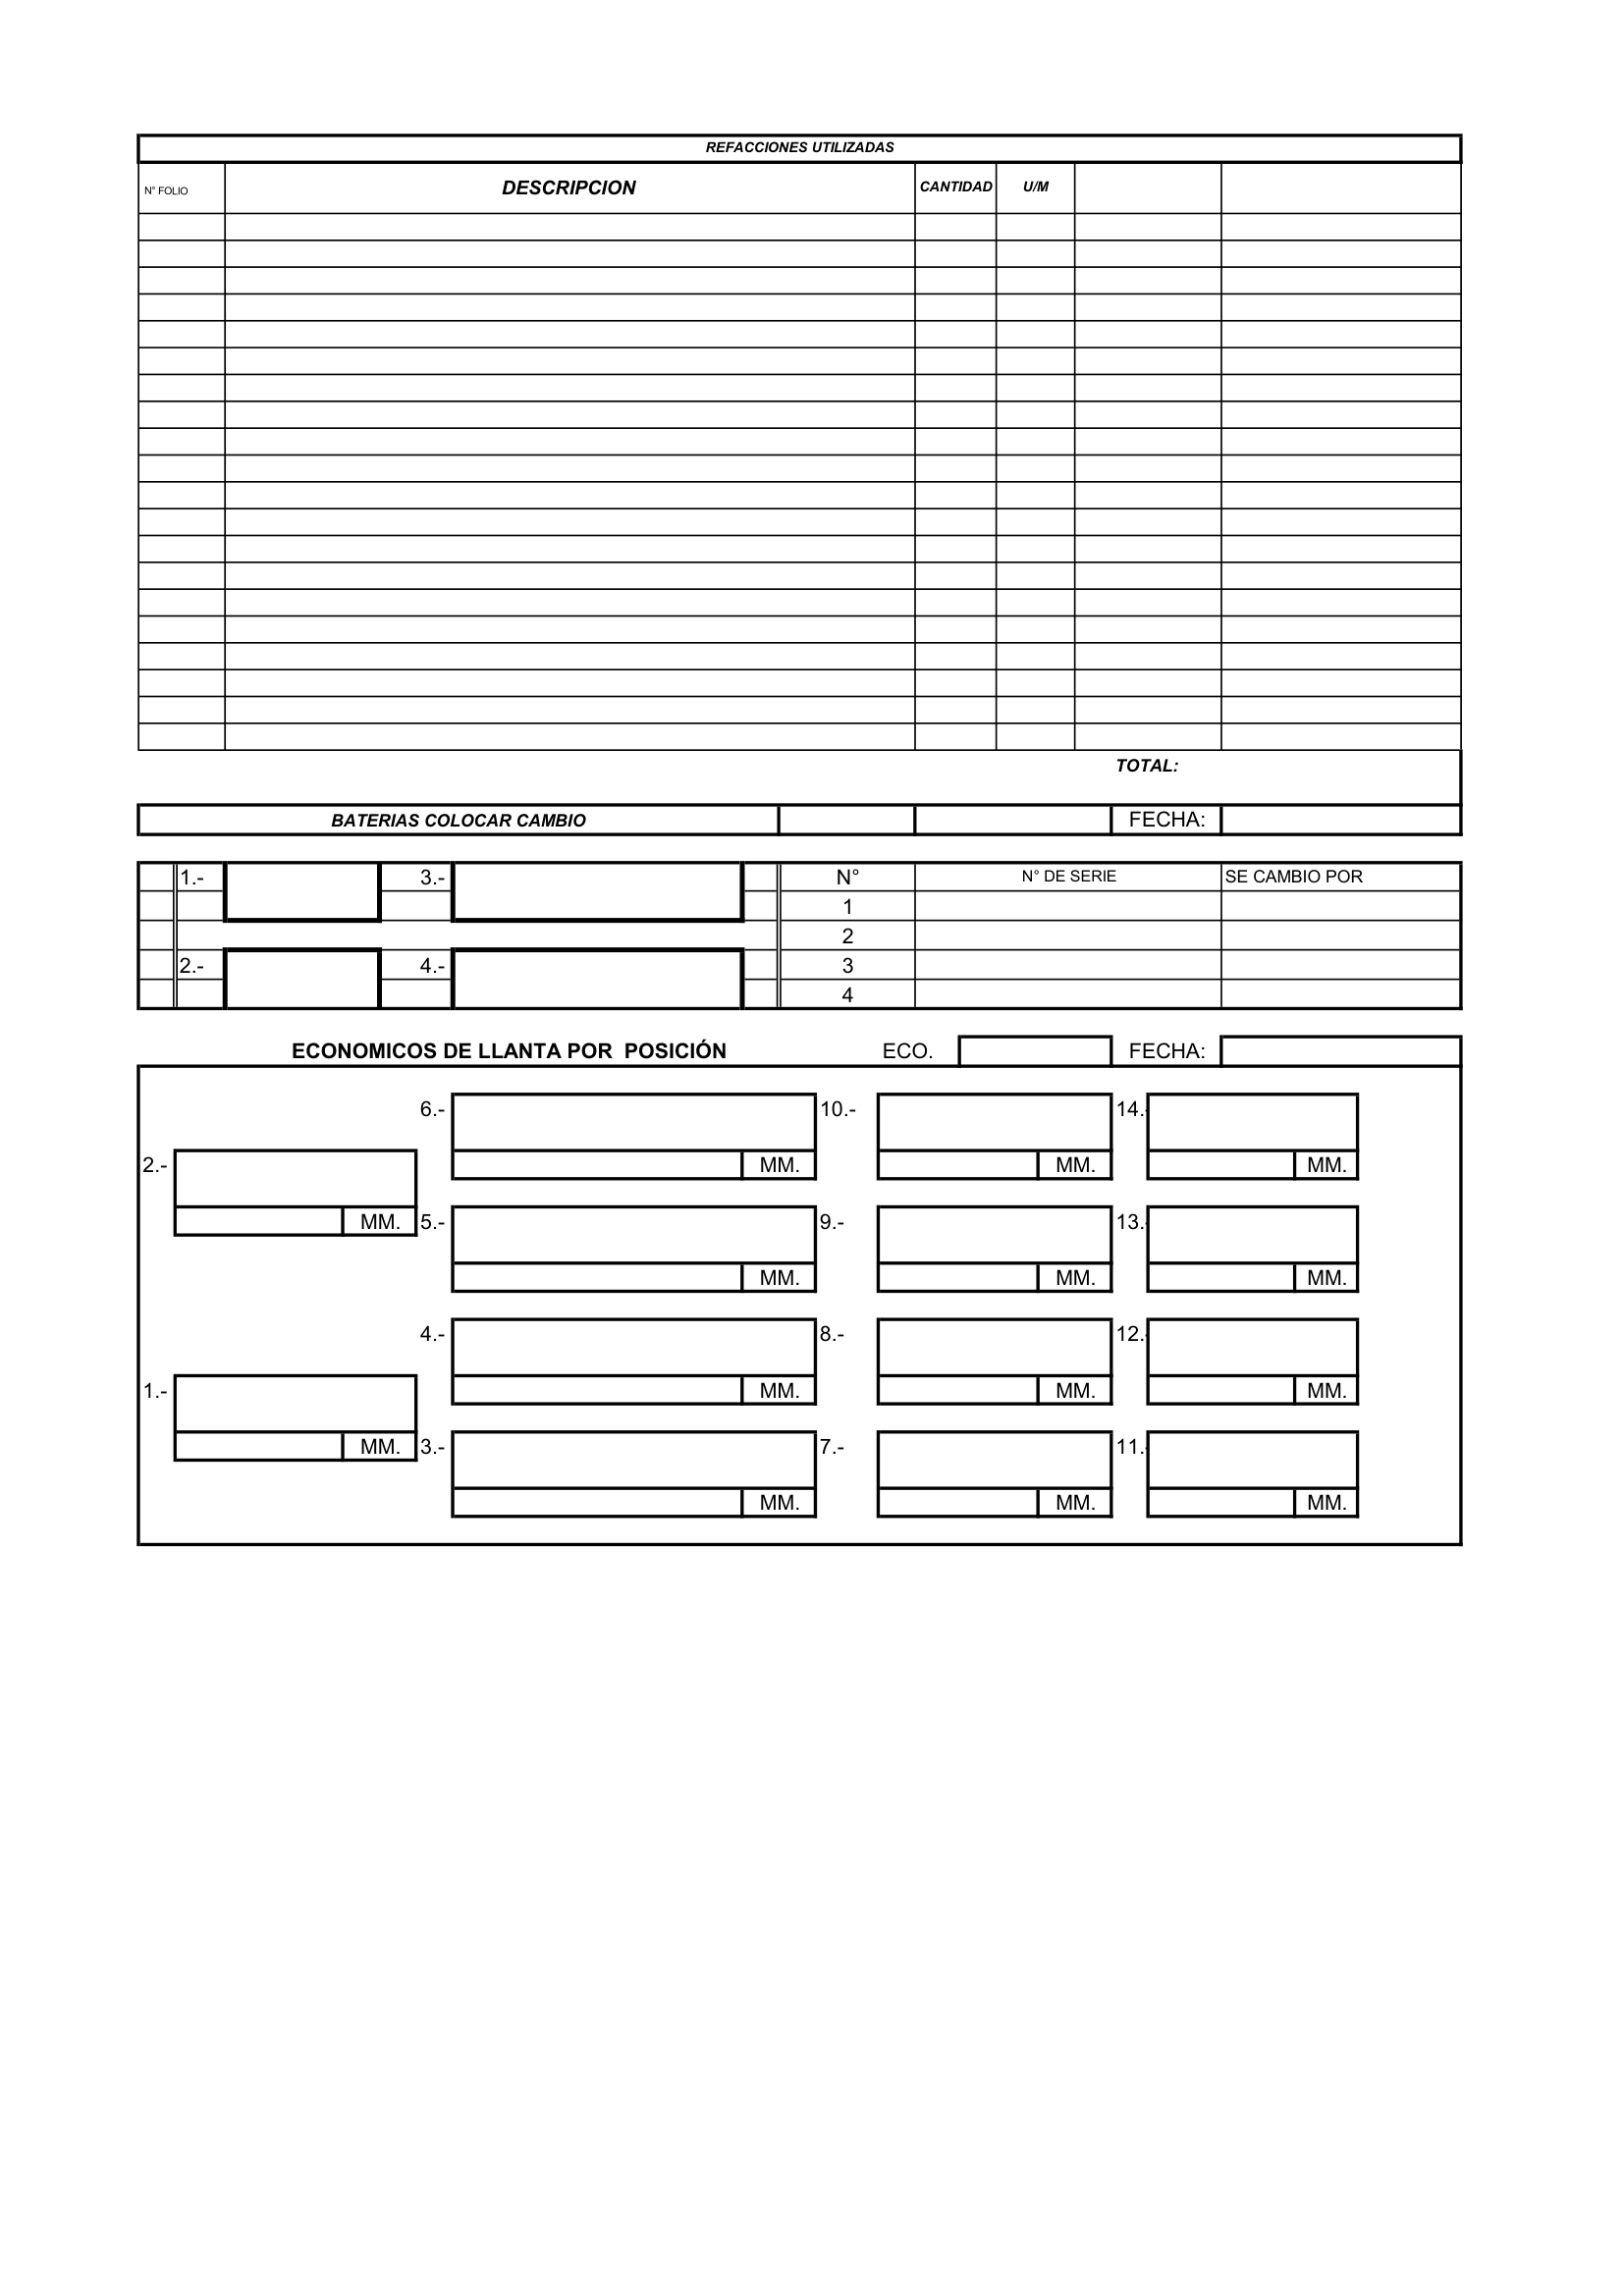 REFACCIONES UTILIZADAS
N° FOLIO DESCRIPCION CANTIDAD U/M
TOTAL:
BATERIAS COLOCAR CAMBIO FECHA:
1.- 3.- N° N° DE SERIE SE CAMBIO POR
1
2
2.- 4.- 3
4
ECONOMICOS DE LLANTA POR POSICIÓN ECO. FECHA:
6.- 10.- 14.-
2.- MM. MM. MM.
MM. 5.- 9.- 13.
MM. MM. MM.
4.- 8.- 12.-
1.- MM. MM. MM.
MM. 3.- 7.- 11.-
MM. MM. MM.